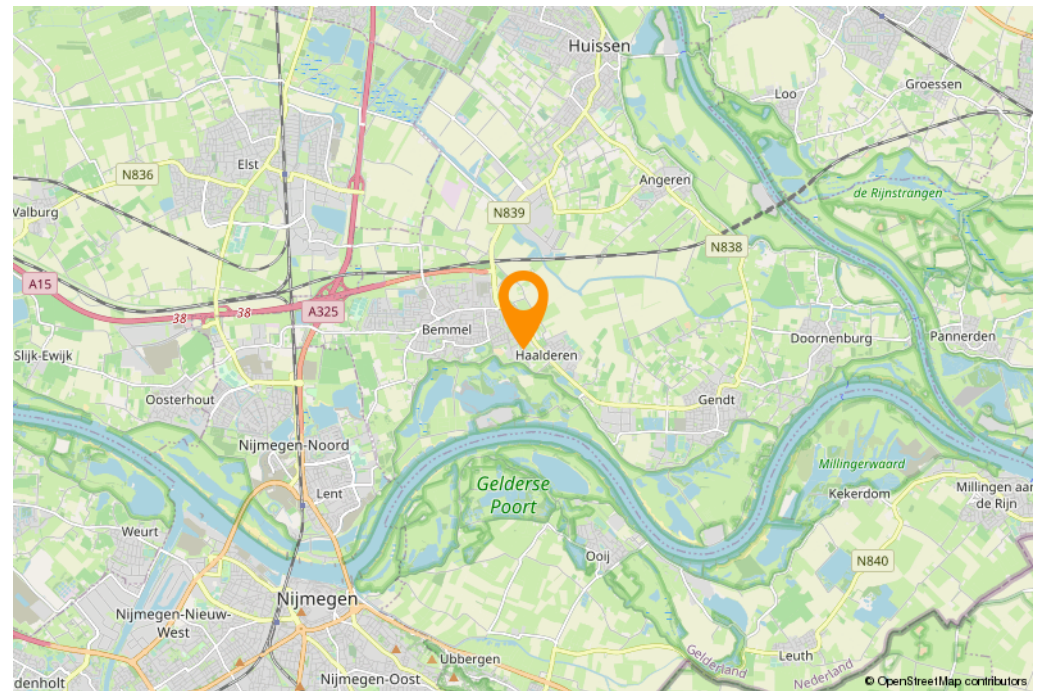 Huissen
Loo
Groessen
Elst
N836
Angeren
de Rijnstrangen
Valburg
N839
N838
A15
38
38
A325
Bemmel
Doornenburg
Pannerden
Slijk-Ewijk
Haalderen
Oosterhout
Gendt
Nijmegen-Noord
Gelderse
Poort
Millingerwaard
Lent
Kekerdom
Millingen aan
de Rijn
Weurt
Ooij
N840
Nijmegen
Nijmegen-Nieuw-
West
Ubbergen
Leuth
Gelderland
Nederland
denholt
Nijmegen-Oost
© OpenStreetMap contributors